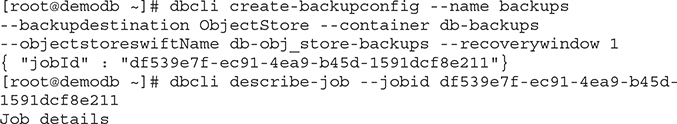 [root@demodb ~]# dbcli create-backupconfig --name backups
--backupdestination ObjectStore --container db-backups
--objectstoreswiftName db-obj_store-backups --recoverywindow 1
{ "jobId" : "df539e7f-ec91-4ea9-b45d-1591dcf8e211"}
[root@demodb ~]# dbcli describe-job --jobid df539e7f-ec91-4ea9-b45d-
1591dcf8e211
Job details